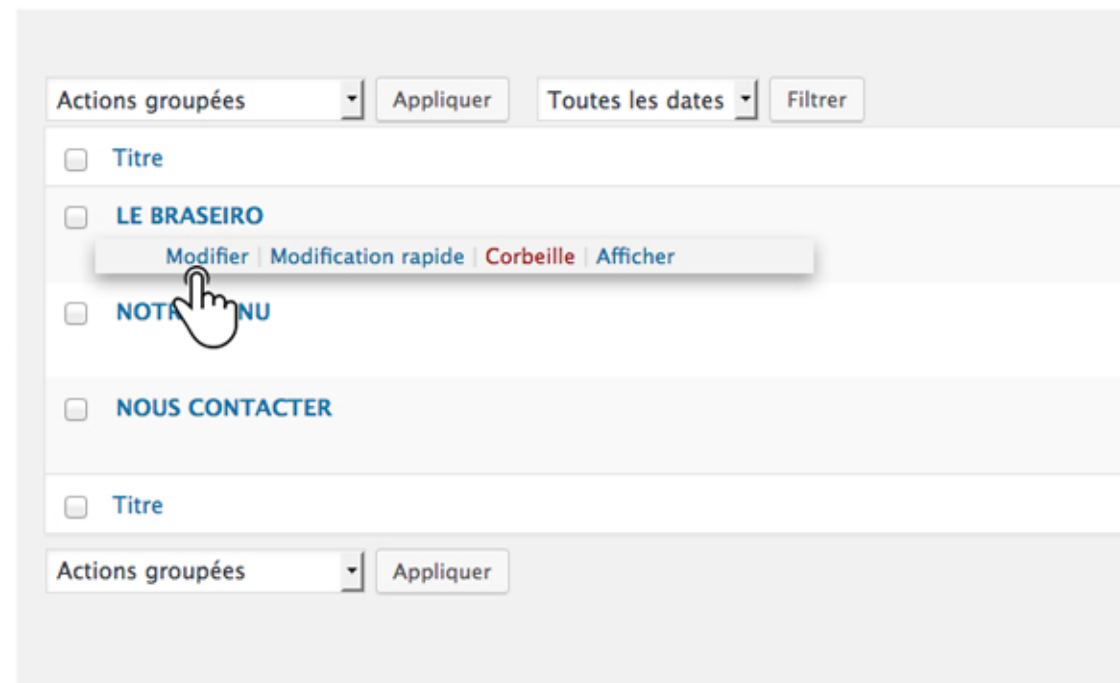 Actions groupées Appliquer Toutes les dates Filtrer
Titre
LE BRASEIRO
Modifier | Modification rapide | Corbeille | Afficher
NOUS CONTACTER
Titre
Actions groupées Appliquer